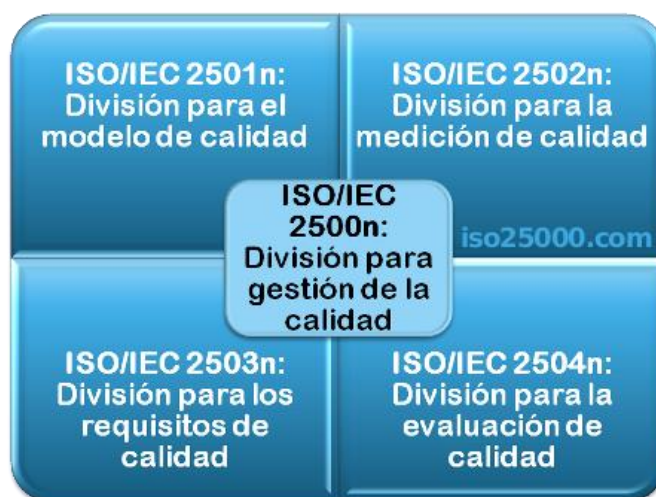 ISO/IEC 2501n:
División para el
modelo de calidad
ISO/IEC 2502n:
División para la
medición de calidad
ISO/IEC
2500n:
División para
gestión de la
calidad
iso25000.com
ISO/IEC 2503n:
División para los
requisitos de
calidad
ISO/IEC 2504n:
División para la
evaluación de
calidad